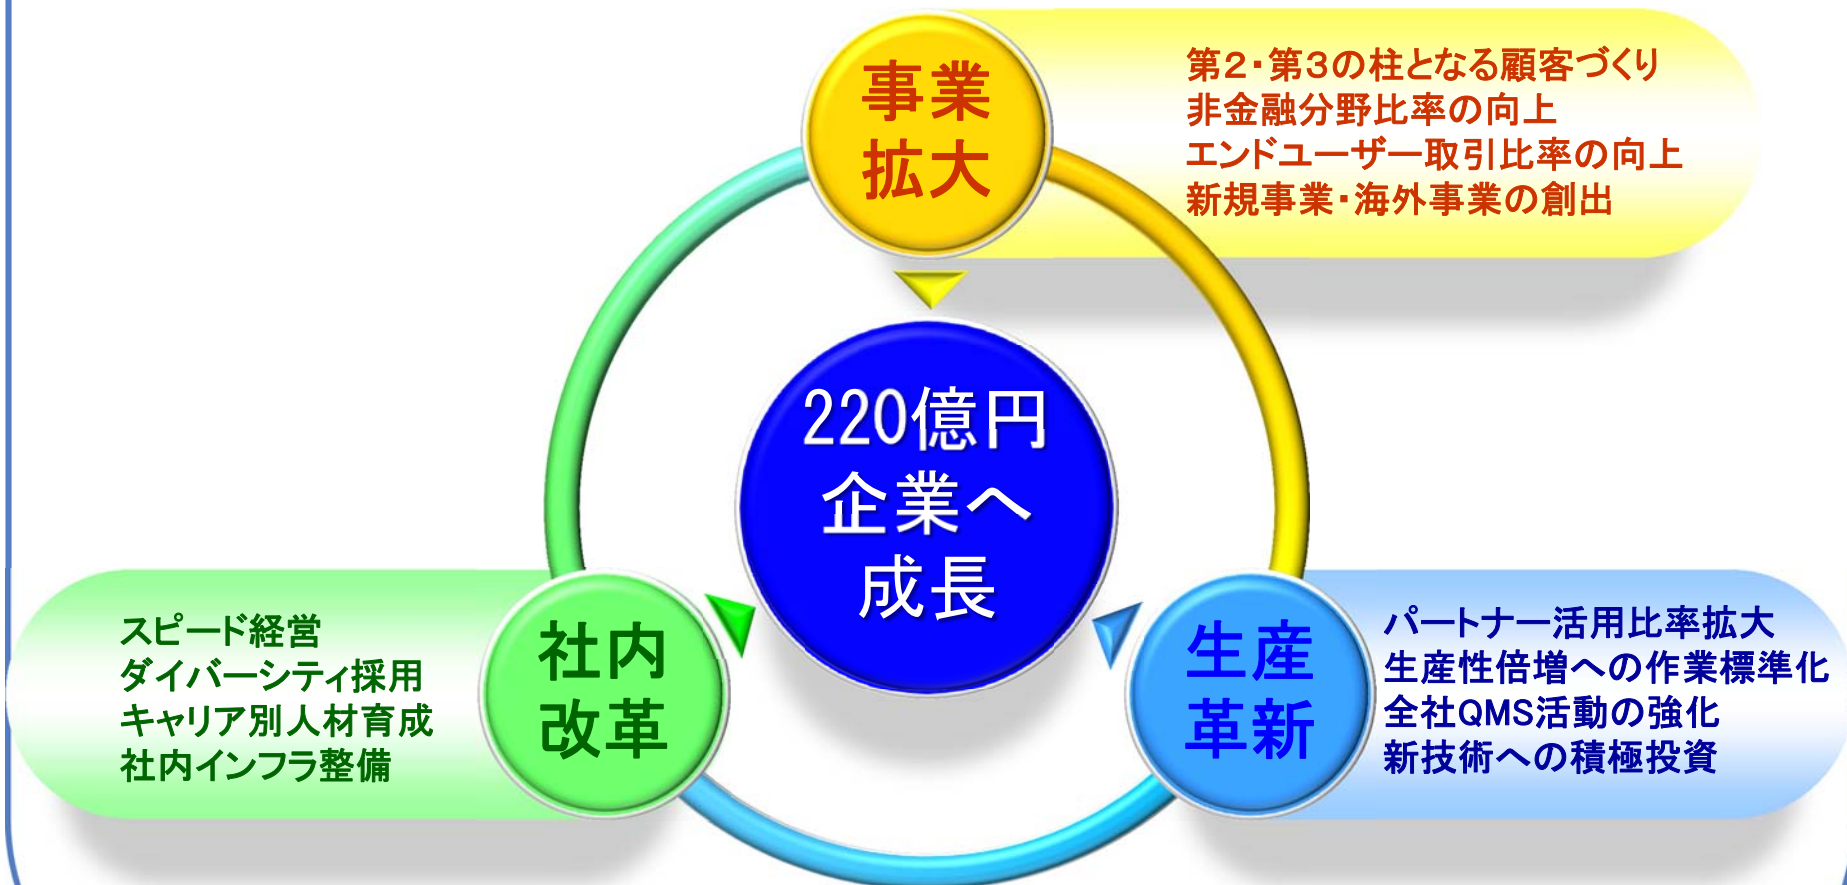 事業
拡大
第2・第3の柱となる顧客づくり
非金融分野比率の向上
エンドユーザー取引比率の向上
新規事業・海外事業の創出
220億円
企業へ
成長
社内
改革
スピード経営
ダイバーシティ採用
キャリア別人材育成
社内インフラ整備
生産
革新
パートナー活用比率拡大
生産性倍増への作業標準化
全社QMS活動の強化
新技術への積極投資